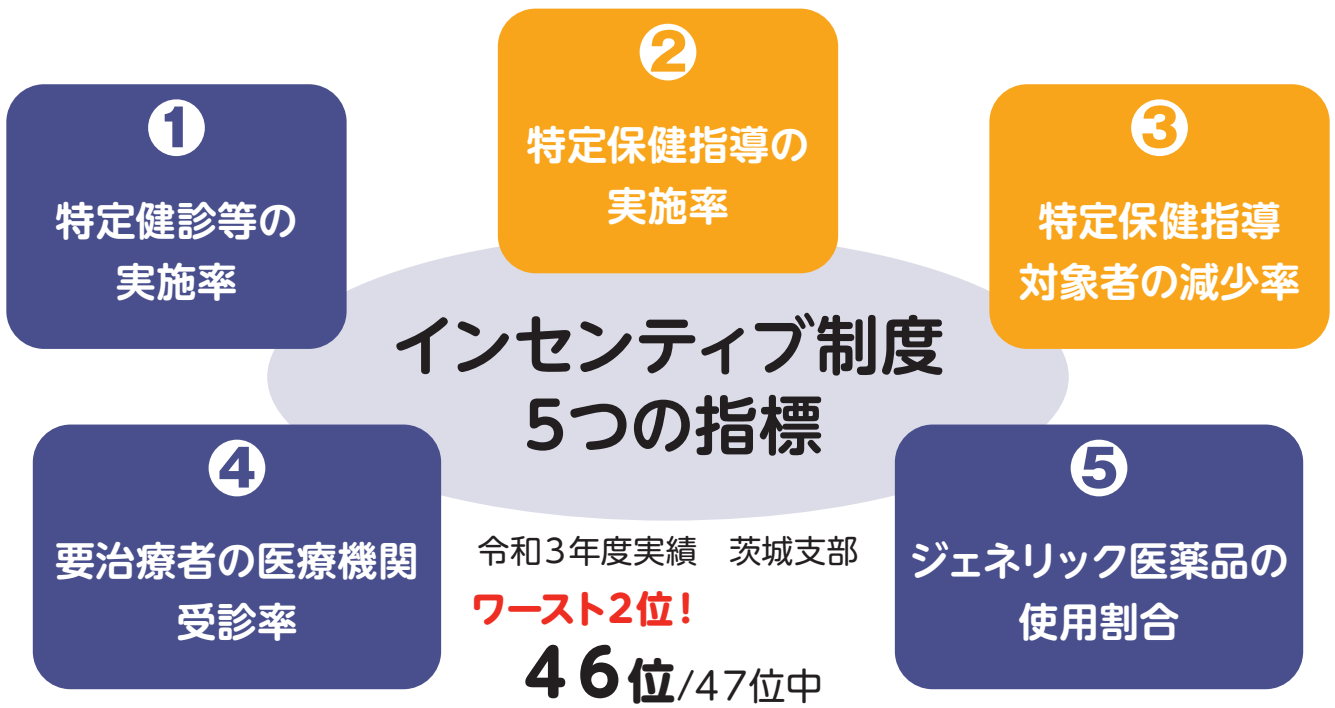 ❶
特定健診等の
実施率
❷
特定保健指導の
実施率
❸
特定保健指導
対象者の減少率
インセンティブ制度
5つの指標
❹
要治療者の医療機関
受診率
令和3年度実績　茨城支部
ワースト2位!
46位/47位中
❺
ジェネリック医薬品の
使用割合